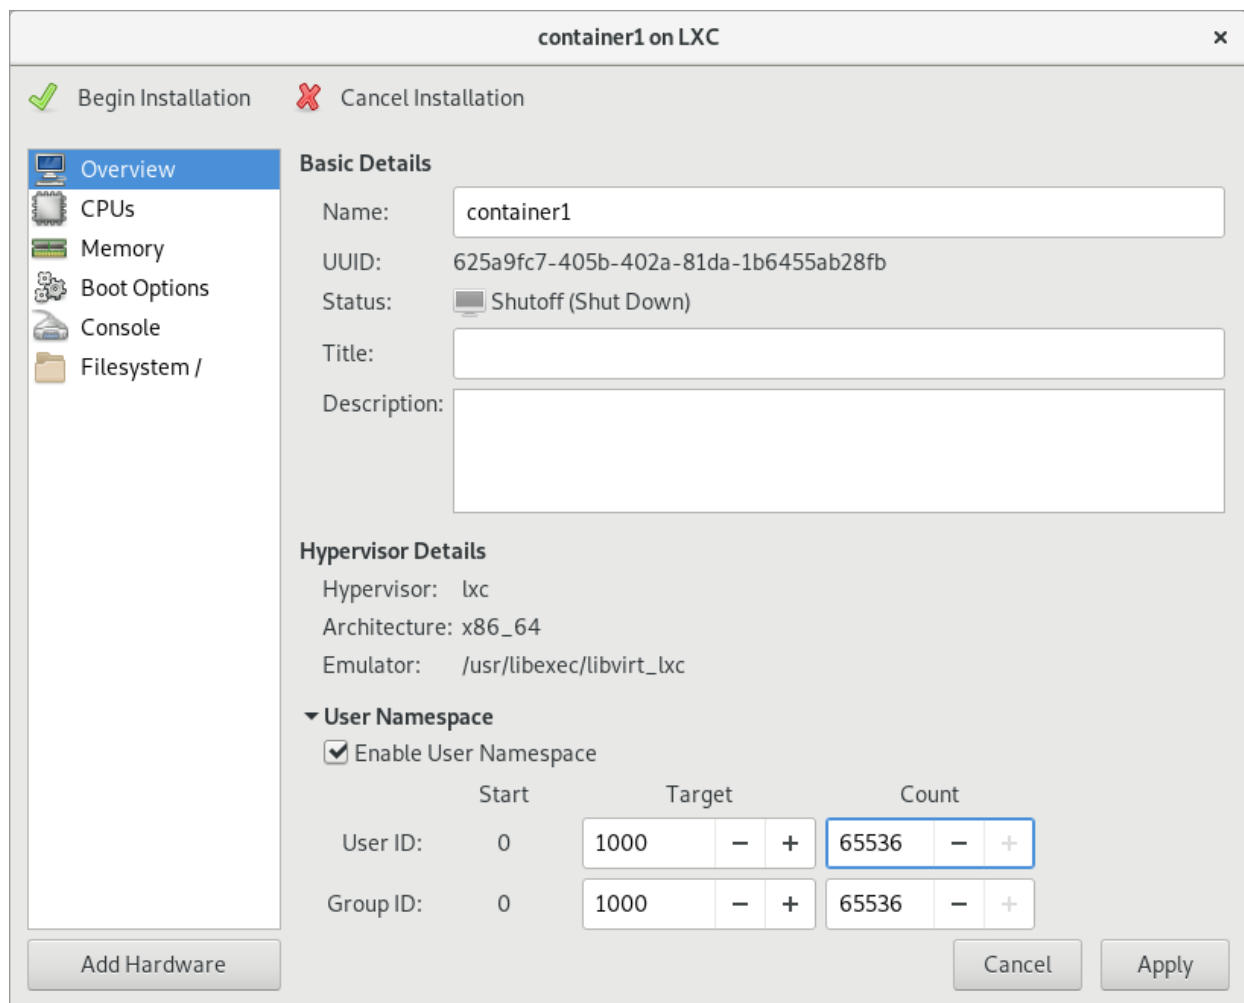 container1 on LXC
Begin Installation
Cancel Installation
Overview
CPUs
Memory
Boot Options
Console
Filesystem /
Add Hardware
Basic Details
Name: container1
UUID: 625a9fc7-405b-402a-81da-1b6455ab28fb
Status: Shutoff (Shut Down)
Title:
Description:
Hypervisor Details
Hypervisor: lxc
Architecture: x86_64
Emulator: /usr/libexec/libvirt_lxc
User Namespace
Enable User Namespace
Start Target Count
User ID: 0 1000 65536
Group ID: 0 1000 65536
Cancel Apply